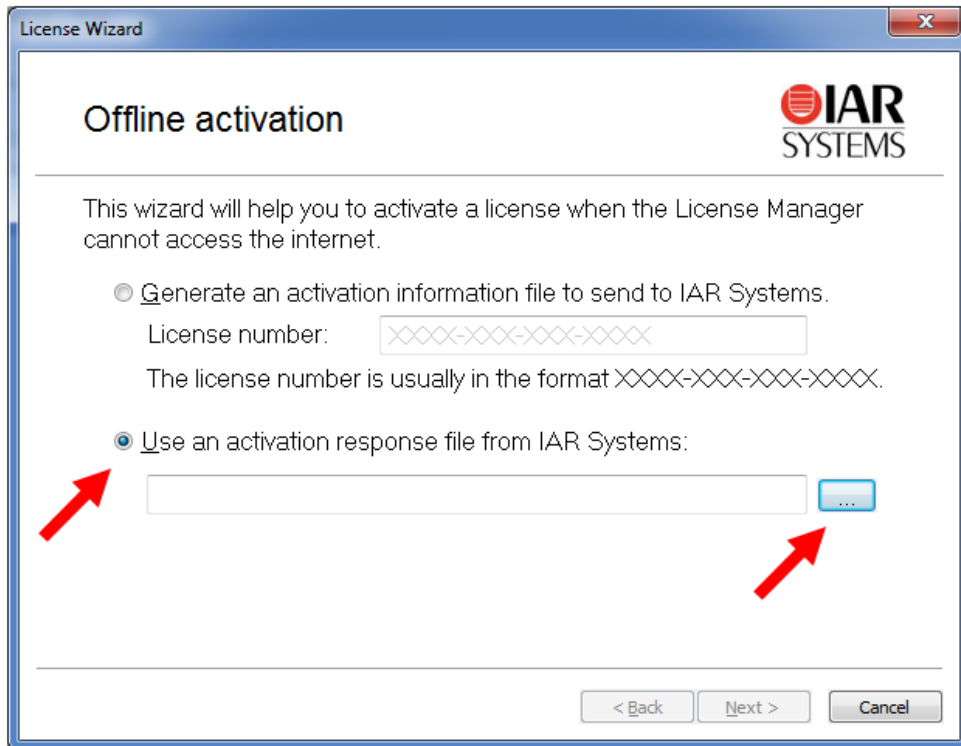 License Wizard
Offline activation
IAR
SYSTEMS
This wizard will help you to activate a license when the License Manager
cannot access the internet.
Generate an activation information file to send to IAR Systems.
License number: XXXX-XXX-XXX-XXXX
The license number is usually in the format XXXX-XXX-XXX-XXXX.
Use an activation response file from IAR Systems:
...
< Back Next > Cancel